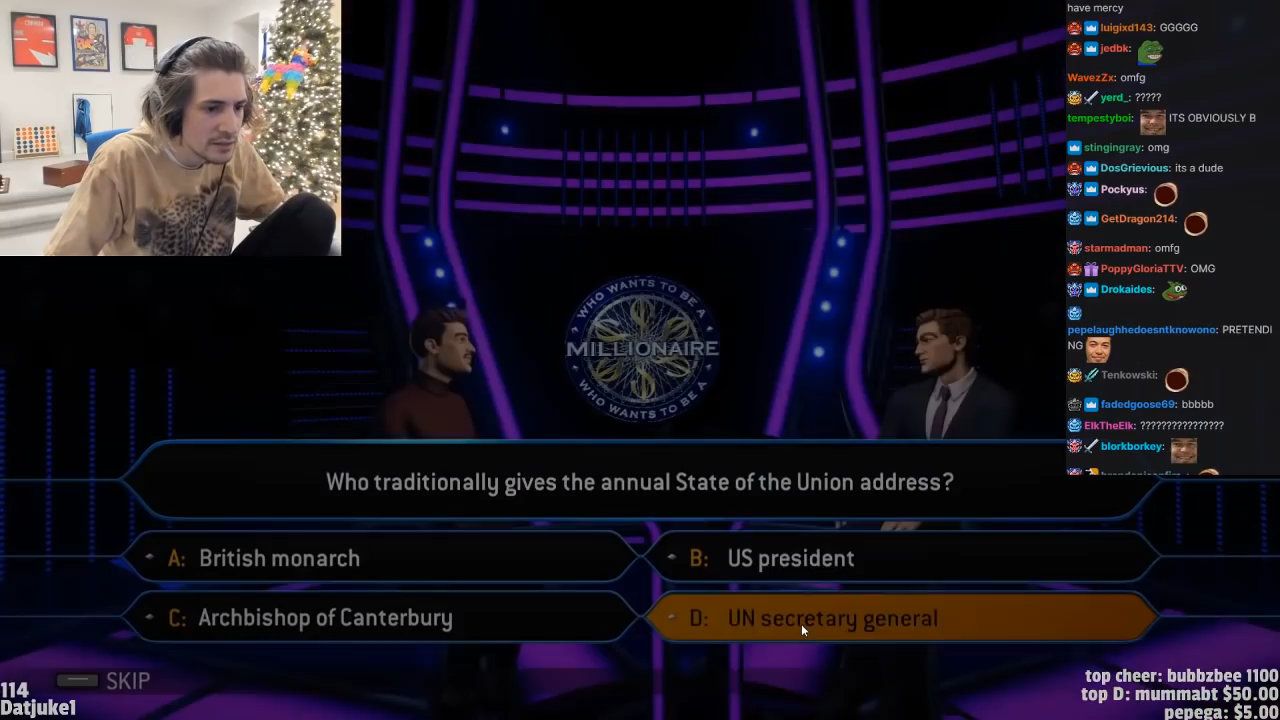 have mercy
luigixd143: GGGGG
jedbk:
WavezZx: omfg
yerd_: ?????
tempestyboi: ITS OBVIOUSLY B
stingingray: omg
DosGrievious: its a dude
Pockyus:
GetDragon214:
starmadman: omfg
PoppyGloriaTTV: OMG
Drokaides:
pepelaughhedoesntknowono: PRETENDI
NG
Tenkowski:
fadedgoose69: bbbbb
ElkTheElk: ????????????????
blorkborkey:
WHO WANTS TO BE A
MILLIONAIRE
WHO WANTS TO BE A
Who traditionally gives the annual State of the Union address?
A: British monarch
B: US president
C: Archbishop of Canterbury
D: UN secretary general
SKIP
114
Datjuke1
top cheer: bubbzbee 1100
top D: mummabt $50.00
pepega: $5.00